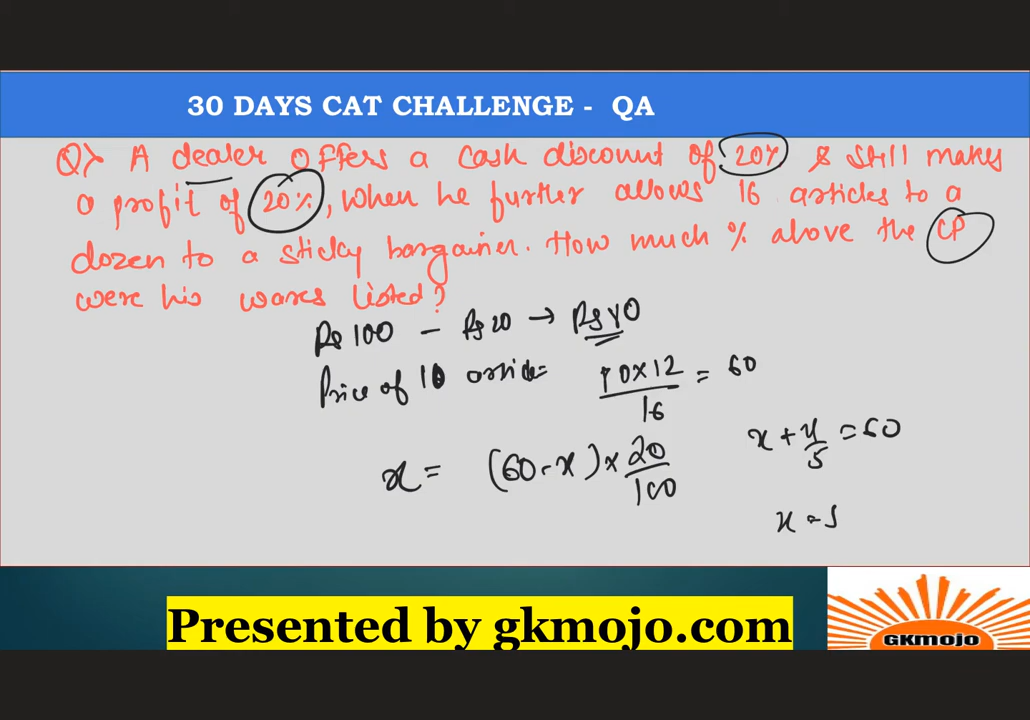 30 DAYS CAT CHALLENGE - QA
Q> A dealer offers a cash discount of 20% & still makes
a profit of 20%, when he further allows 16 articles to a
dozen to a sticky bargainer. How much % above the CP
were his wares listed?
Rs 100 - Rs 20 → Rs 80
Price of 16 article=
80×12/16 = 60
x + x/5 = 60
x = (60-x) × 20/100
x = 5
Presented by gkmojo.com
GKmojo